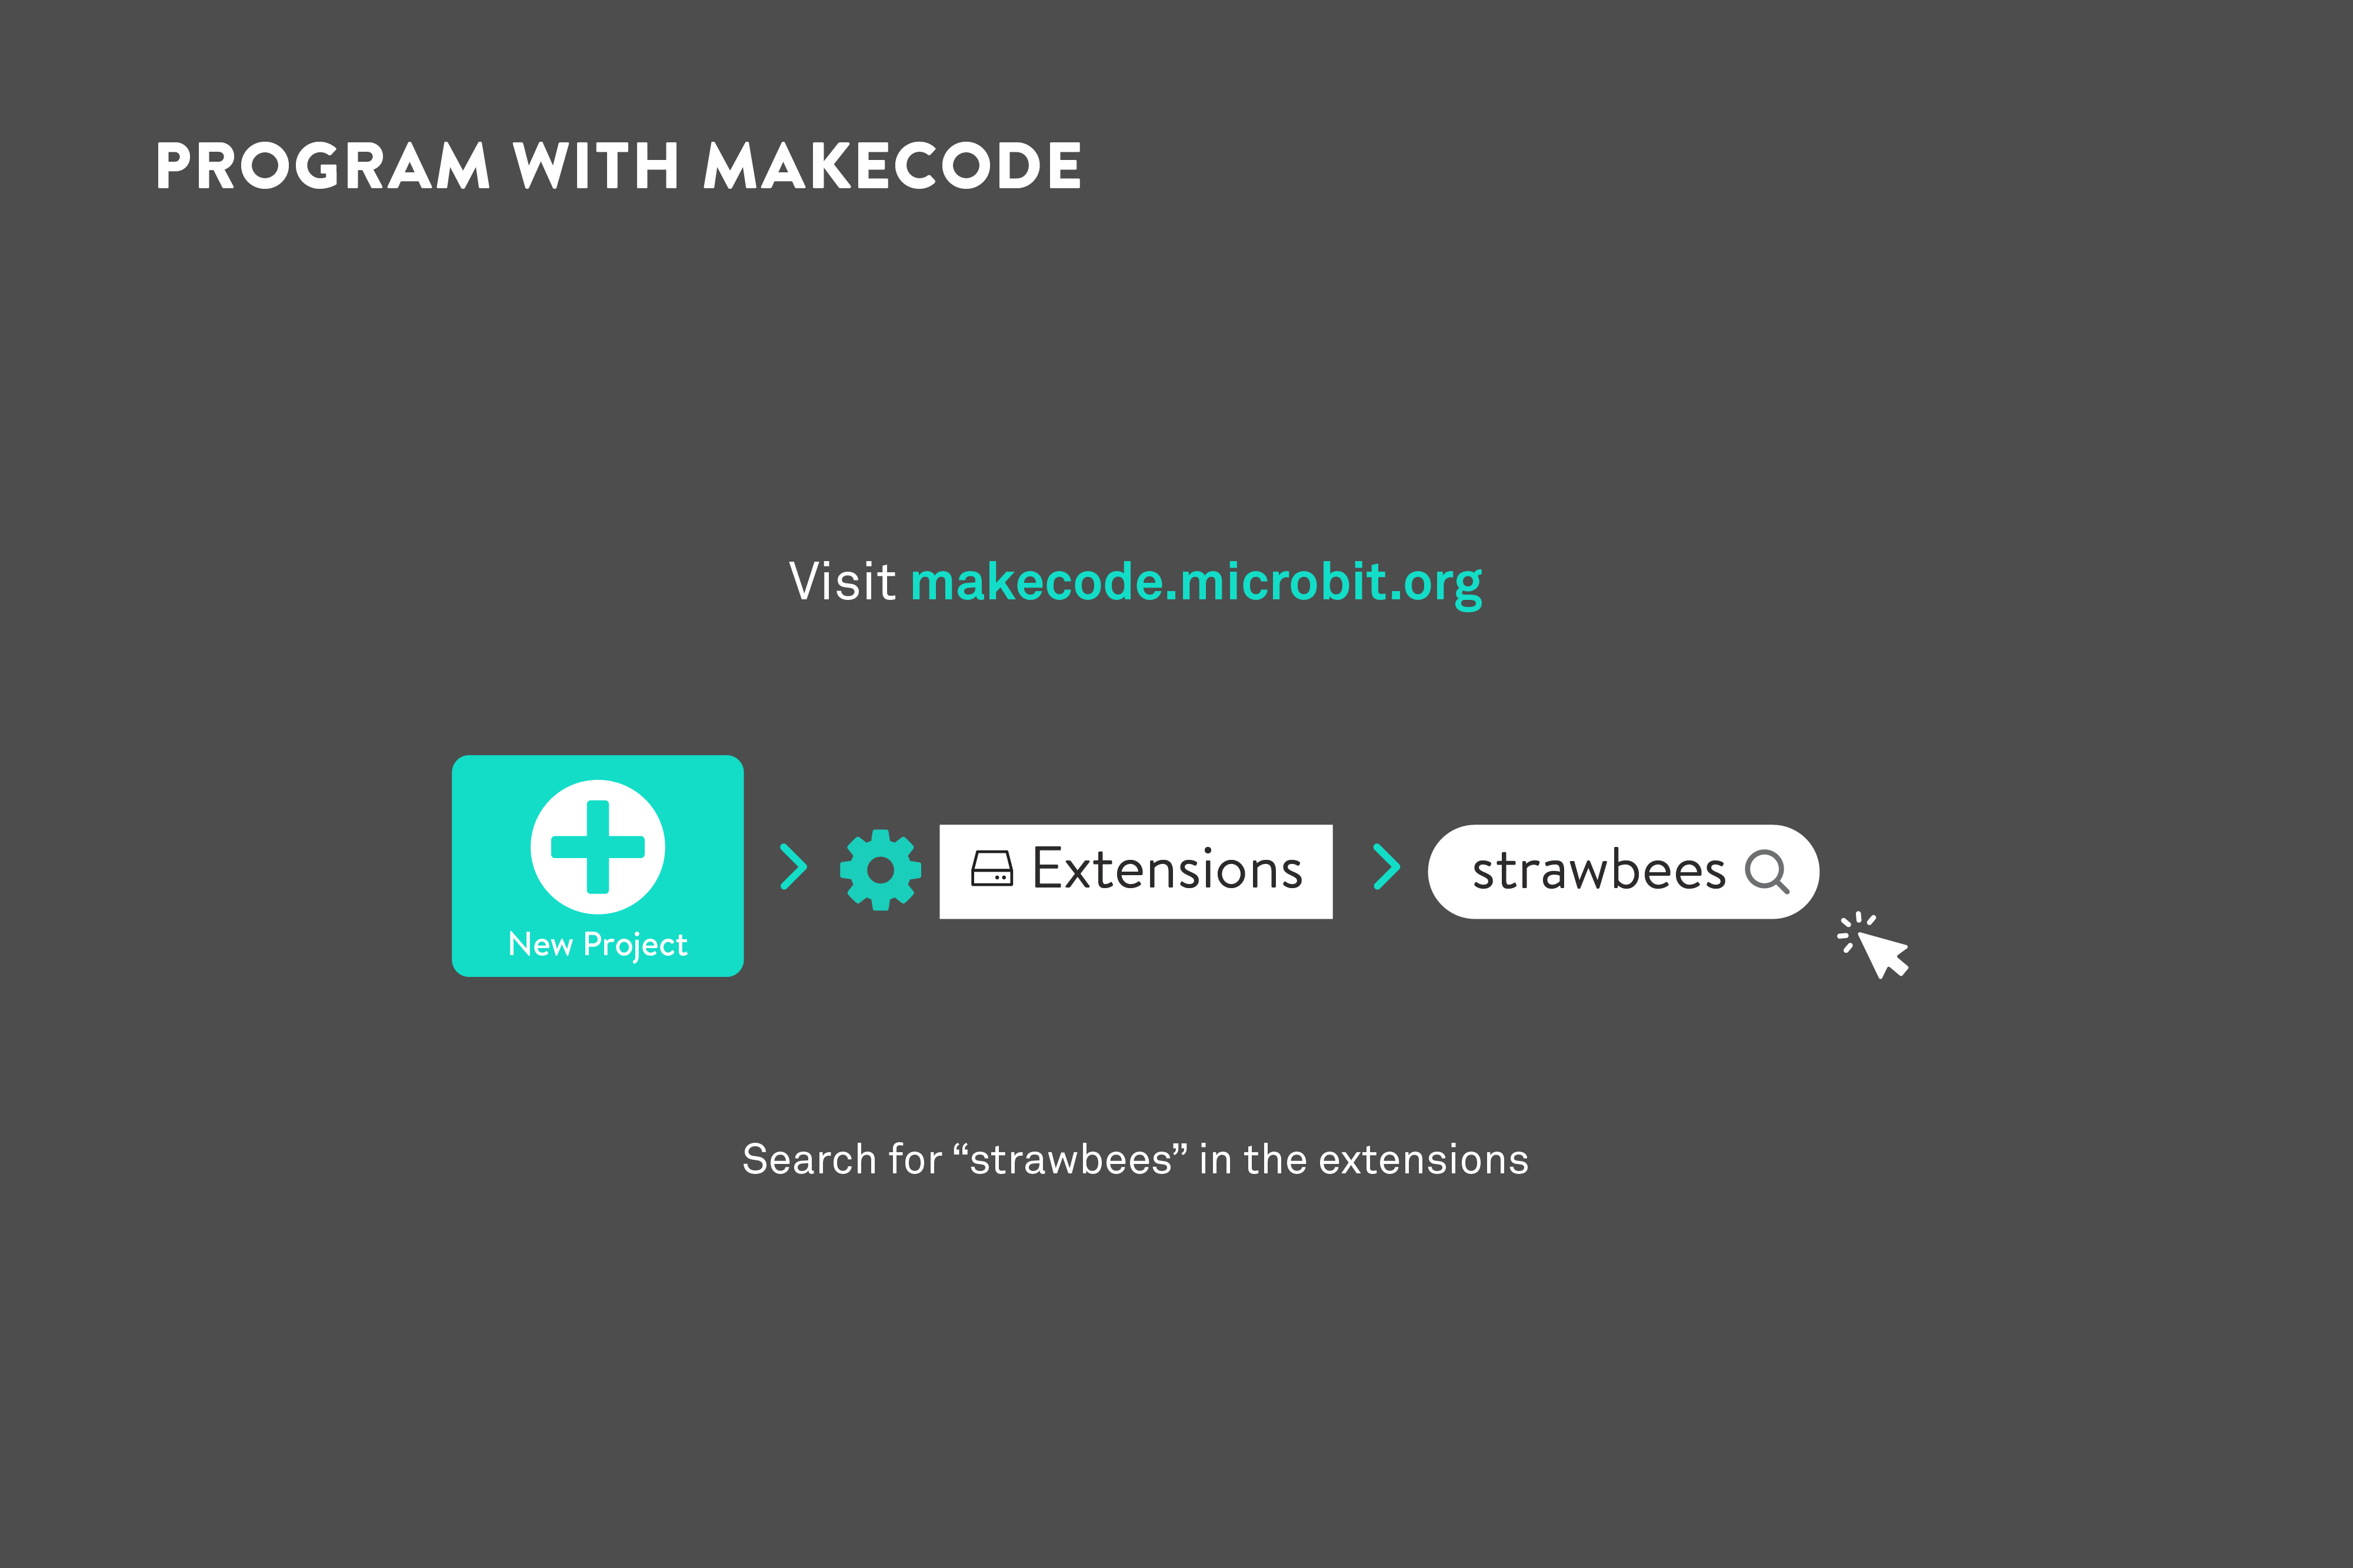 PROGRAM WITH MAKECODE
Visit makecode.microbit.org
New Project
Extensions
strawbees
Search for “strawbees” in the extensions